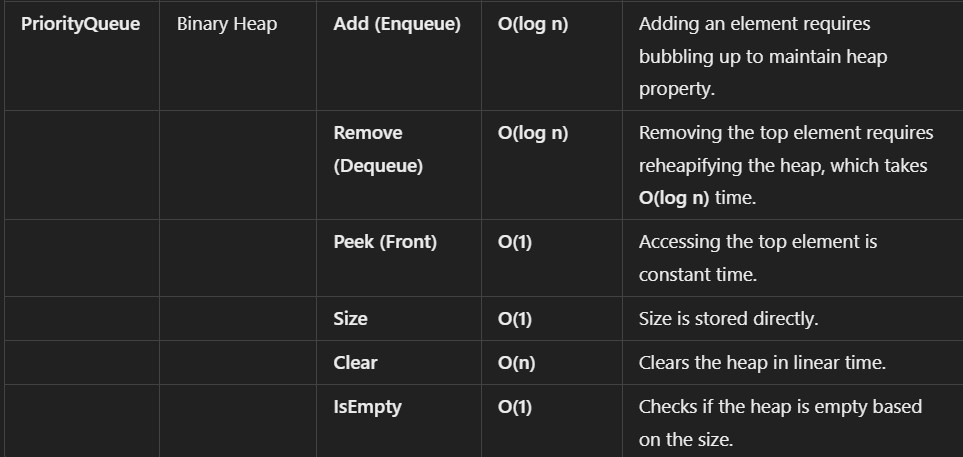 PriorityQueue Binary Heap Add (Enqueue) O(log n) Adding an element requires
bubbling up to maintain heap
property.
Remove O(log n) Removing the top element requires
(Dequeue) reheapifying the heap, which takes
O(log n) time.
Peek (Front) O(1) Accessing the top element is
constant time.
Size O(1) Size is stored directly.
Clear O(n) Clears the heap in linear time.
IsEmpty O(1) Checks if the heap is empty based
on the size.